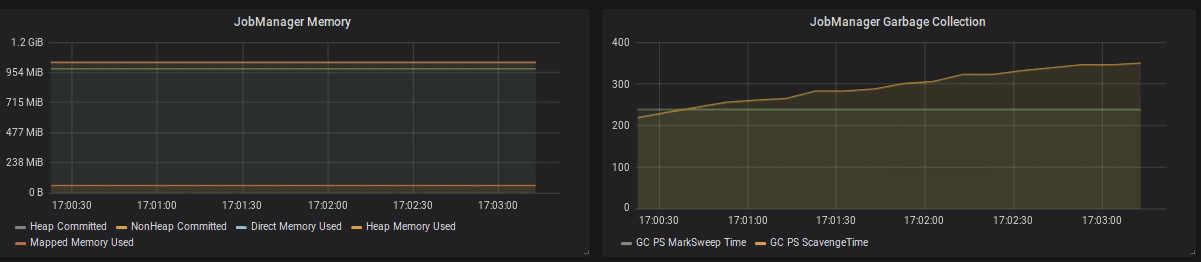 JobManager Memory
1.2 GiB
954 MiB
715 MiB
477 MiB
238 MiB
0 B
17:00:30 17:01:00 17:01:30 17:02:00 17:02:30 17:03:00
Heap Committed NonHeap Committed Direct Memory Used Heap Memory Used
Mapped Memory Used
JobManager Garbage Collection
400
300
200
100
0
17:00:30 17:01:00 17:01:30 17:02:00 17:02:30 17:03:00
GC PS MarkSweep Time GC PS ScavengeTime